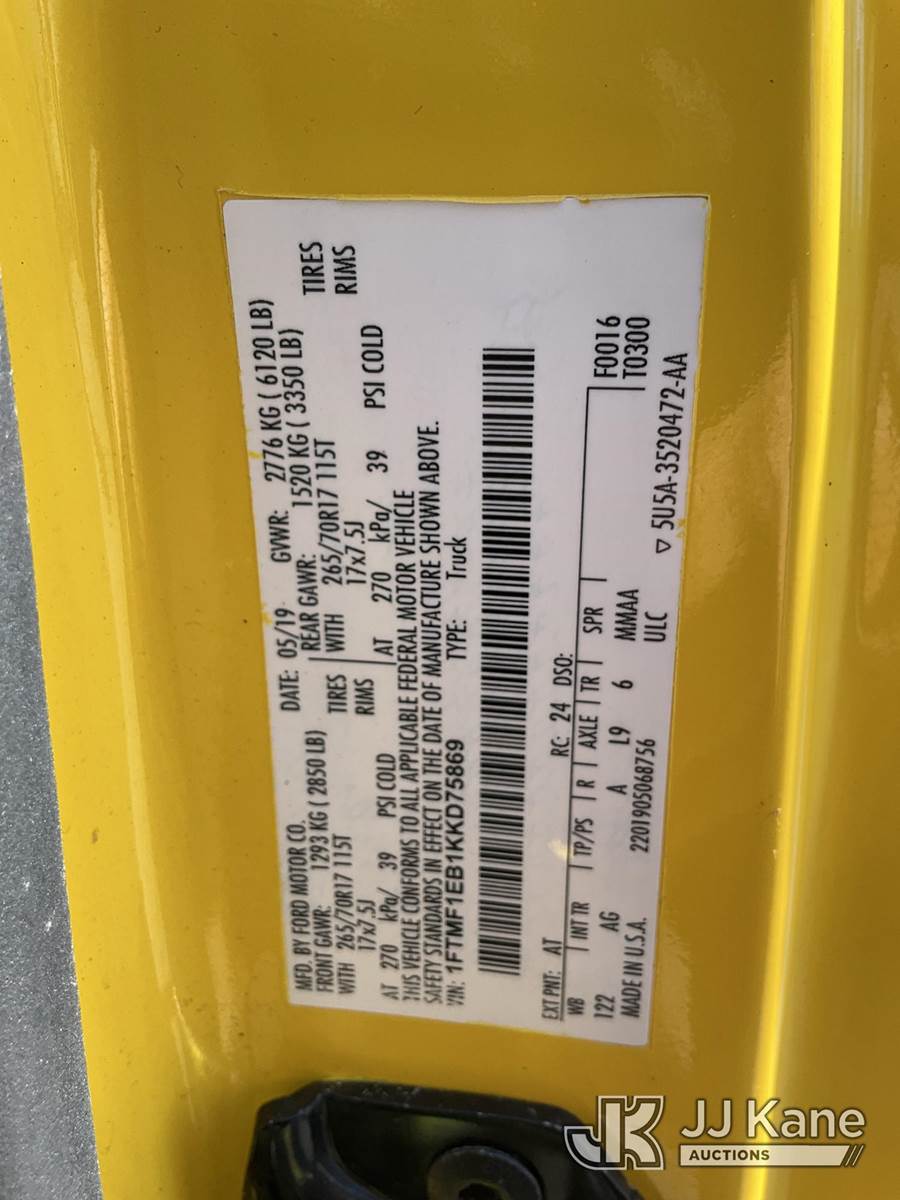 MFD. BY FORD MOTOR CO.
DATE: 05/19 GVWR: 2776 KG ( 6120 LB)
FRONT GAWR: 1293 KG ( 2850 LB) REAR GAWR: 1520 KG ( 3350 LB)
WITH 265/70R17 115T TIRES WITH 265/70R17 115T TIRES
17x7.5J RIMS 17x7.5J RIMS
AT 270 kPa/ 39 PSI COLD AT 270 kPa/ 39 PSI COLD
THIS VEHICLE CONFORMS TO ALL APPLICABLE FEDERAL MOTOR VEHICLE
SAFETY STANDARDS IN EFFECT ON THE DATE OF MANUFACTURE SHOWN ABOVE.
VIN: 1FTMF1EB1KKD75869 TYPE: Truck
EXT PNT: AT RC: 24 DSO:
WB INT TR TP/PS R AXLE TR SPR F0016
122 AG A L9 6 MMAA T0300
MADE IN U.S.A. 2201905068756 ULC
▽ 5U5A-3520472-AA
JK JJ Kane
AUCTIONS